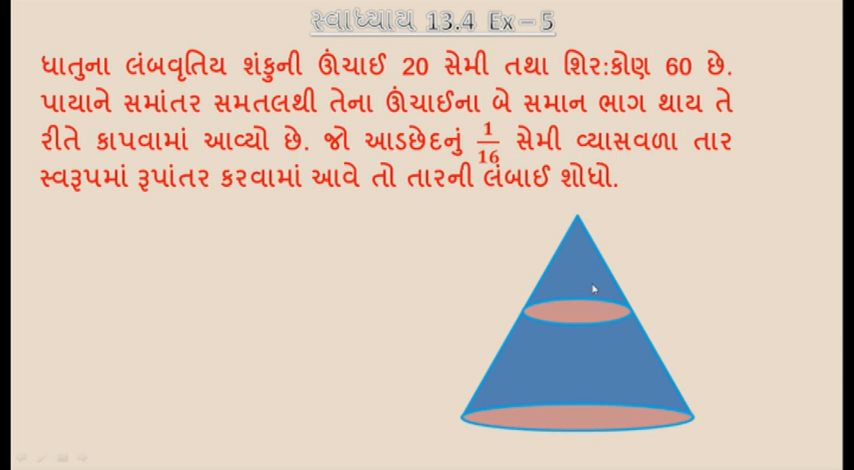 સ્વાધ્યાય 13.4 Ex – 5
ધાતુના લંબવૃતિય શંકુની ઊંચાઈ 20 સેમી તથા શિર:કોણ 60 છે.
પાયાને સમાંતર સમતલથી તેના ઊંચાઈના બે સમાન ભાગ થાય તે
રીતે કાપવામાં આવ્યો છે. જો આડછેદનું 1/16 સેમી વ્યાસવળા તાર
સ્વરૂપમાં રૂપાંતર કરવામાં આવે તો તારની લંબાઈ શોધો.